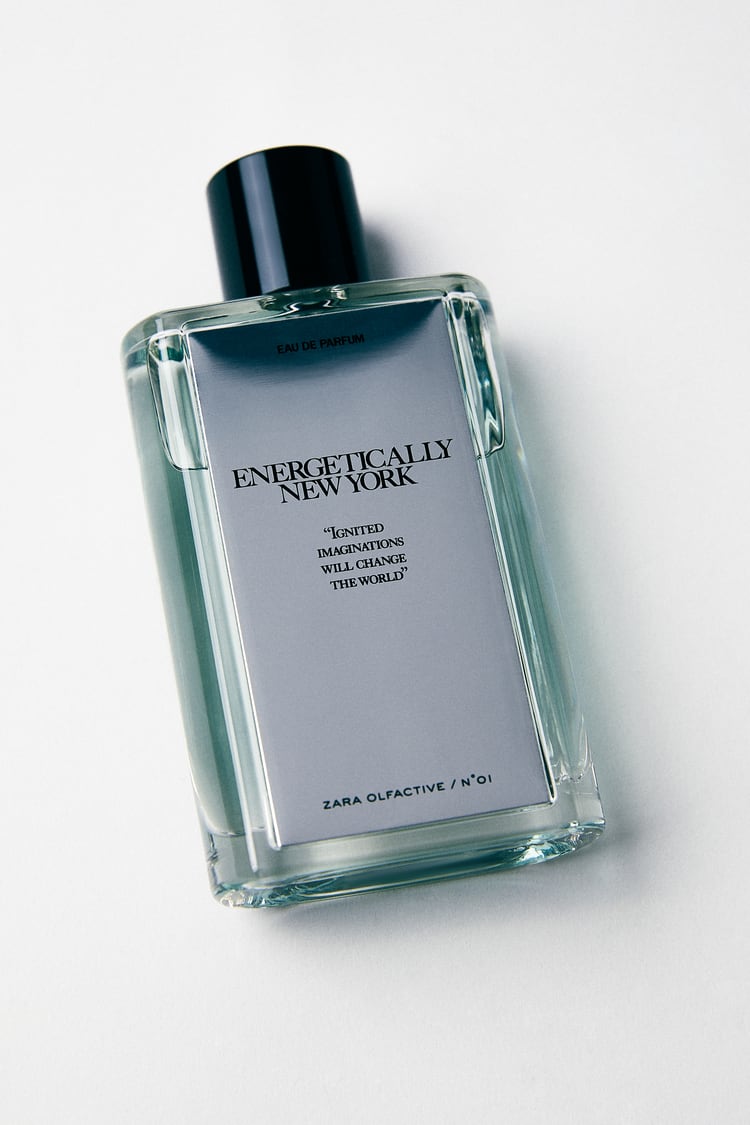 EAU DE PARFUM
ENERGETICALLY
NEW YORK
“IGNITED
IMAGINATIONS
WILL CHANGE
THE WORLD”
ZARA OLFACTIVE / N°01